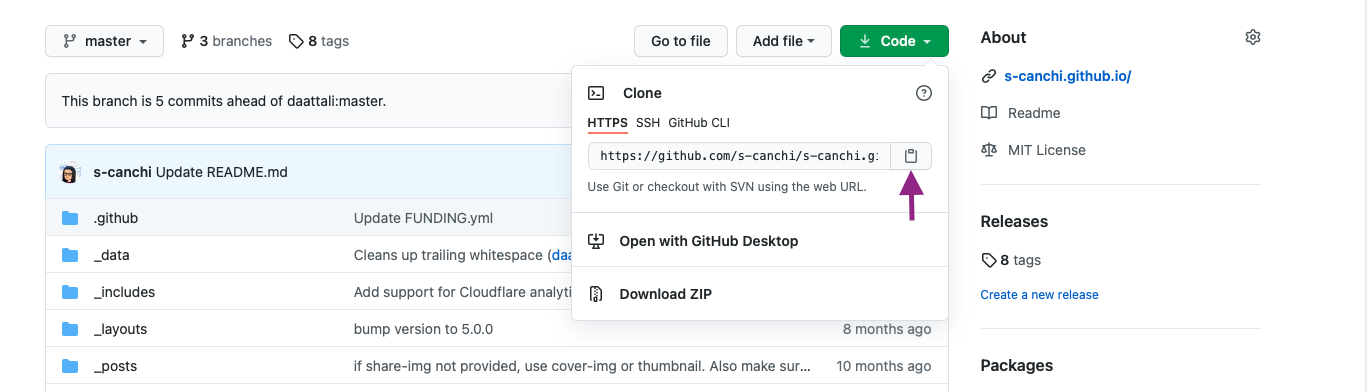 master
3 branches
8 tags
Go to file
Add file
Code
This branch is 5 commits ahead of daattali:master.
s-canchi Update README.md
.github Update FUNDING.yml
_data Cleans up trailing whitespace (daa
_includes Add support for Cloudflare analyti
_layouts bump version to 5.0.0 8 months ago
_posts if share-img not provided, use cover-img or thumbnail. Also make sur... 10 months ago
Clone
HTTPS SSH GitHub CLI
https://github.com/s-canchi/s-canchi.gi
Use Git or checkout with SVN using the web URL.
Open with GitHub Desktop
Download ZIP
About
s-canchi.github.io/
Readme
MIT License
Releases
8 tags
Create a new release
Packages